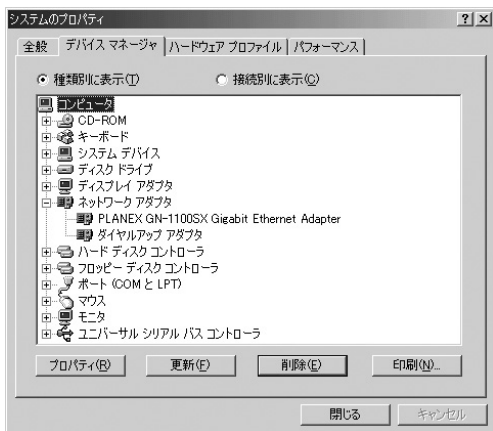 システムのプロパティ
全般 デバイス マネージャ ハードウェア プロファイル パフォーマンス
種類別に表示(T) 接続別に表示(C)
コンピュータ
CD-ROM
キーボード
システム デバイス
ディスク ドライブ
ディスプレイ アダプタ
ネットワーク アダプタ
PLANEX GN-1100SX Gigabit Ethernet Adapter
ダイヤルアップ アダプタ
ハード ディスク コントローラ
フロッピー ディスク コントローラ
ポート (COM と LPT)
マウス
モニタ
ユニバーサル シリアル バス コントローラ
プロパティ(R) 更新(F) 削除(E) 印刷(N)...
閉じる キャンセル